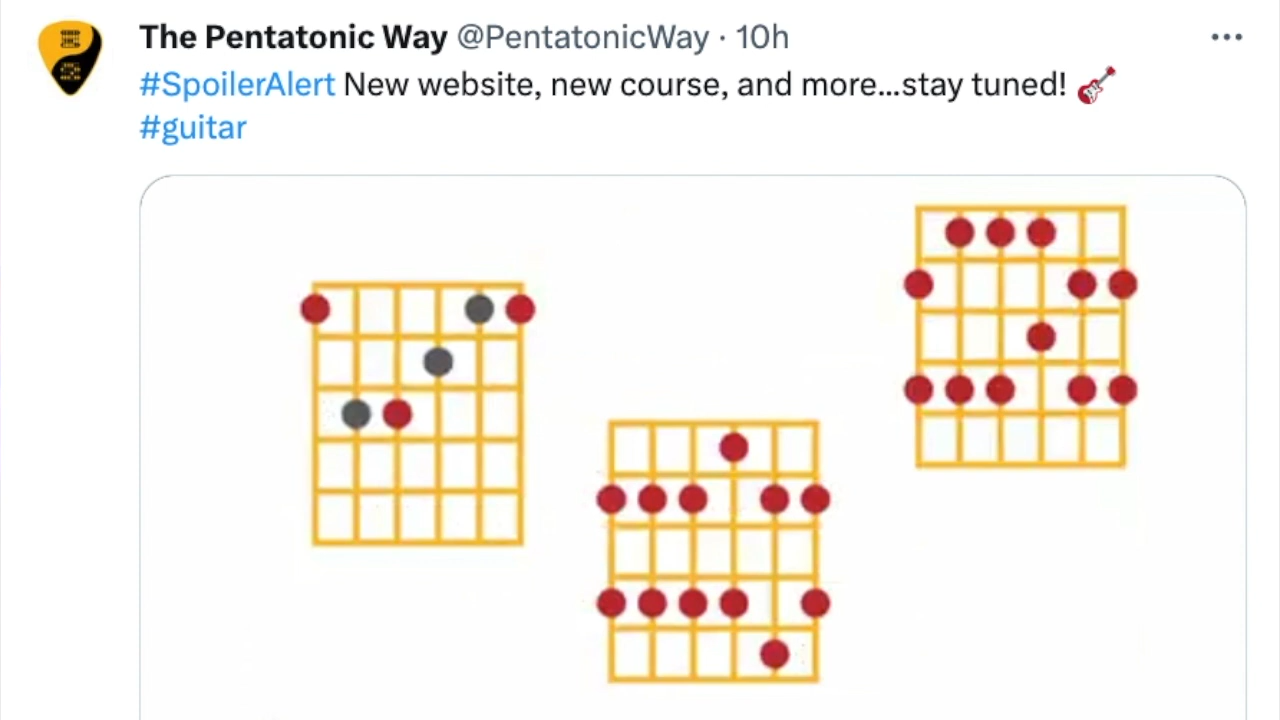 The Pentatonic Way @PentatonicWay · 10h
#SpoilerAlert New website, new course, and more...stay tuned! 🎸
#guitar